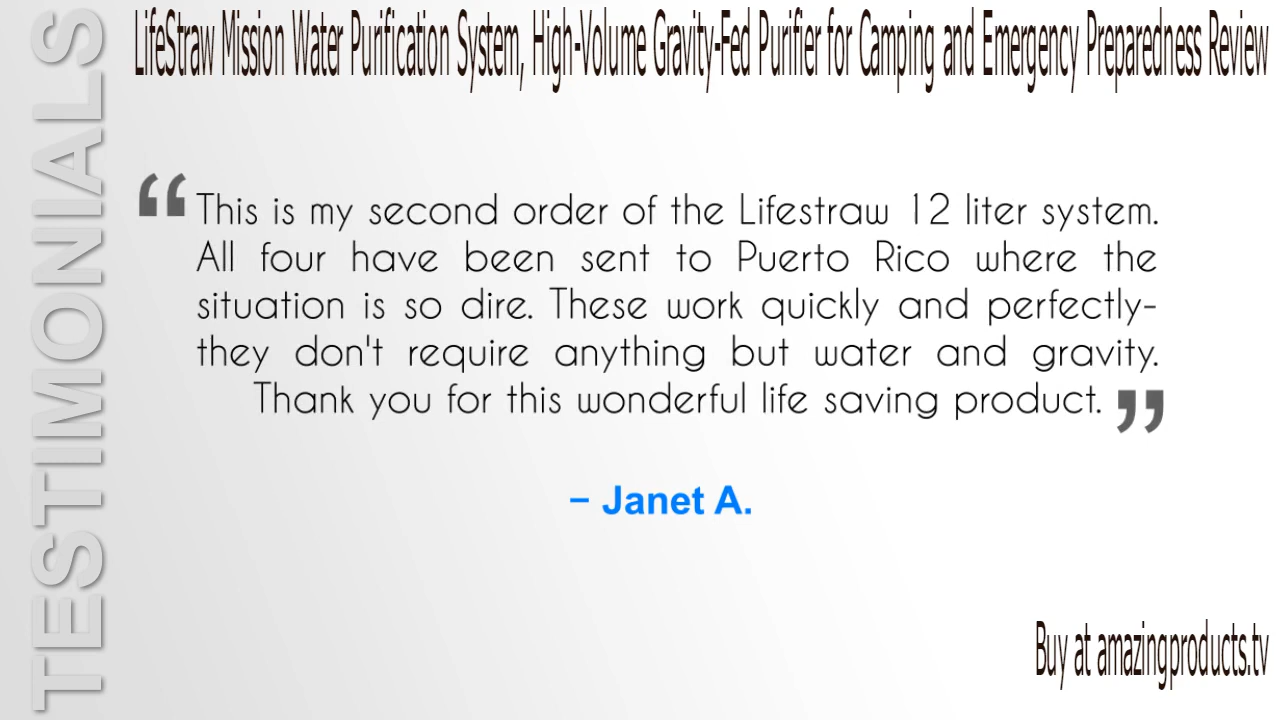 TESTIMONIALS
LifeStraw Mission Water Purification System, High-Volume Gravity-Fed Purifier for Camping and Emergency Preparedness Review
“This is my second order of the Lifestraw 12 liter system.
All four have been sent to Puerto Rico where the
situation is so dire. These work quickly and perfectly-
they don't require anything but water and gravity.
Thank you for this wonderful life saving product.”
– Janet A.
Buy at amazingproducts.tv